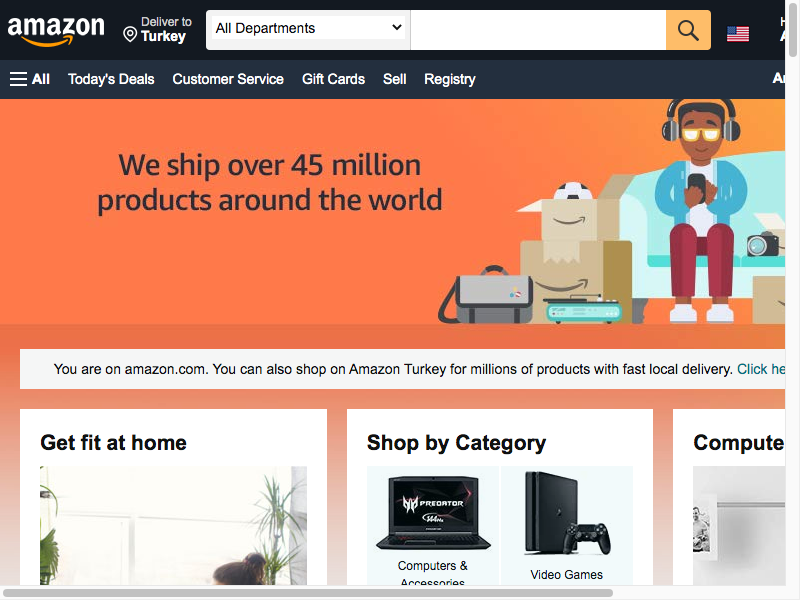 amazon
Deliver to
Turkey
All Departments
All
Today's Deals
Customer Service
Gift Cards
Sell
Registry
We ship over 45 million
products around the world
You are on amazon.com. You can also shop on Amazon Turkey for millions of products with fast local delivery. Click he
Get fit at home
Shop by Category
Compute
PREDATOR
Computers &
Accessories
Video Games